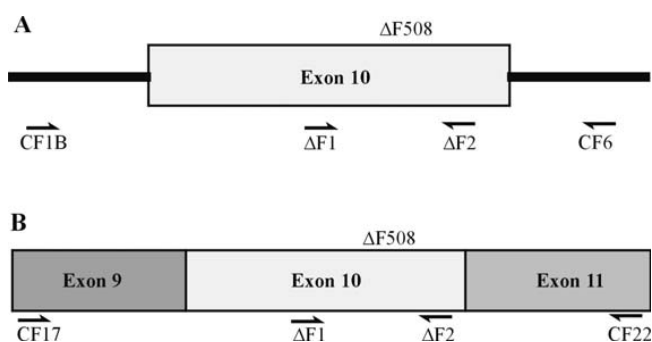 A
ΔF508
Exon 10
CF1B ΔF1 ΔF2 CF6
B
ΔF508
Exon 9 Exon 10 Exon 11
CF17 ΔF1 ΔF2 CF22